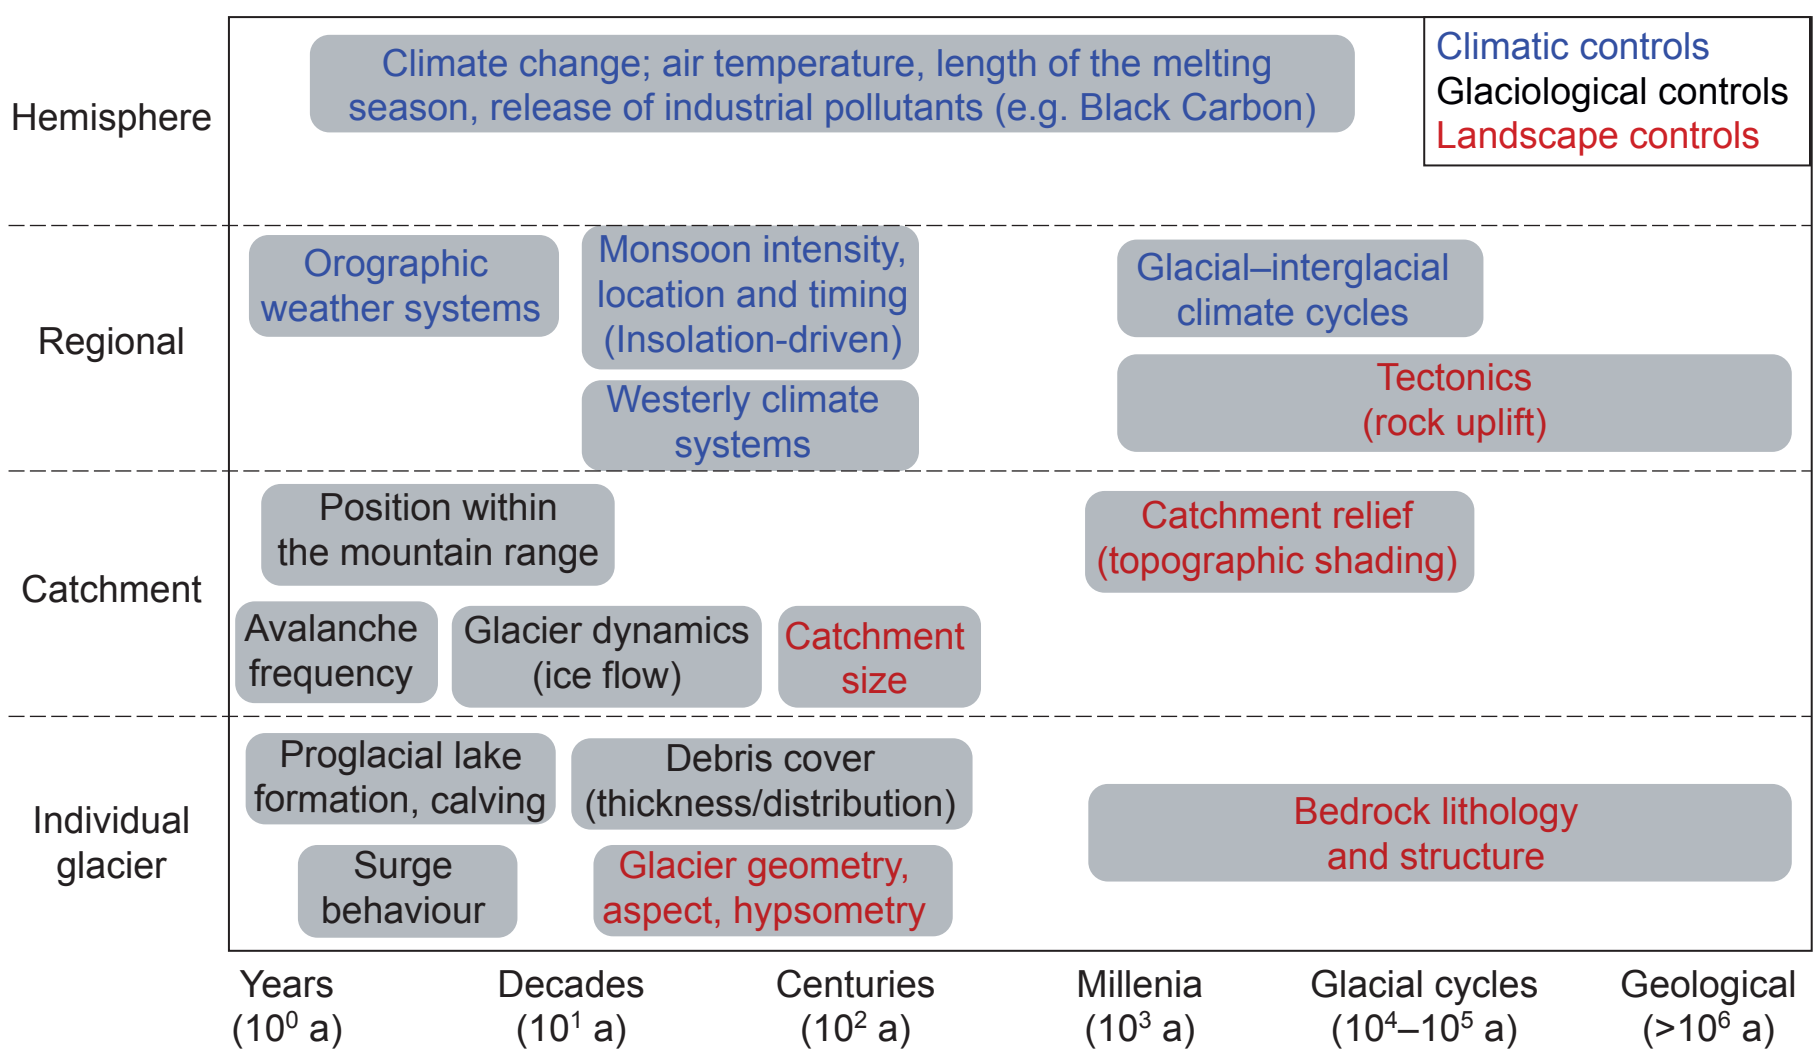 Climatic controls
Glaciological controls
Landscape controls
Hemisphere
Climate change; air temperature, length of the melting
season, release of industrial pollutants (e.g. Black Carbon)
Regional
Orographic
weather systems
Monsoon intensity,
location and timing
(Insolation-driven)
Westerly climate
systems
Glacial–interglacial
climate cycles
Tectonics
(rock uplift)
Catchment
Position within
the mountain range
Catchment relief
(topographic shading)
Avalanche
frequency
Glacier dynamics
(ice flow)
Catchment
size
Individual
glacier
Proglacial lake
formation, calving
Debris cover
(thickness/distribution)
Surge
behaviour
Glacier geometry,
aspect, hypsometry
Bedrock lithology
and structure
Years
(10⁰ a)
Decades
(10¹ a)
Centuries
(10² a)
Millenia
(10³ a)
Glacial cycles
(10⁴–10⁵ a)
Geological
(>10⁶ a)